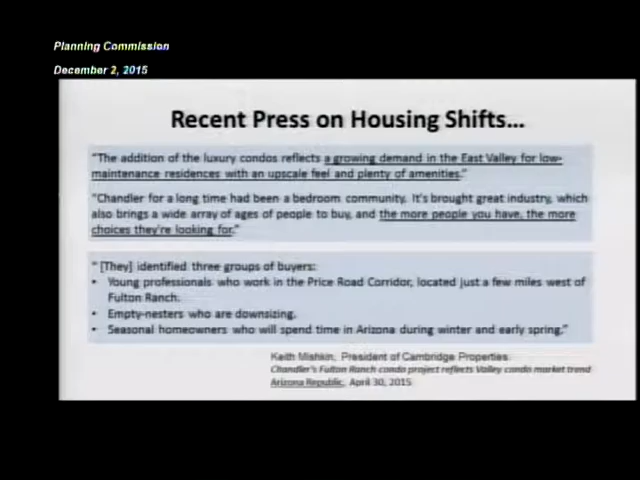 Planning Commission
December 2, 2015
Recent Press on Housing Shifts...
"The addition of the luxury condos reflects a growing demand in the East Valley for low-
maintenance residences with an upscale feel and plenty of amenities."
"Chandler for a long time had been a bedroom community. It's brought great industry, which
also brings a wide array of ages of people to buy, and the more people you have, the more
choices they're looking for."
" [They] identified three groups of buyers:
• Young professionals who work in the Price Road Corridor, located just a few miles west of
Fulton Ranch.
• Empty-nesters who are downsizing.
• Seasonal homeowners who will spend time in Arizona during winter and early spring."
Keith Mishkin, President of Cambridge Properties.
Chandler's Fulton Ranch condo project reflects Valley condo market trend
Arizona Republic, April 30, 2015